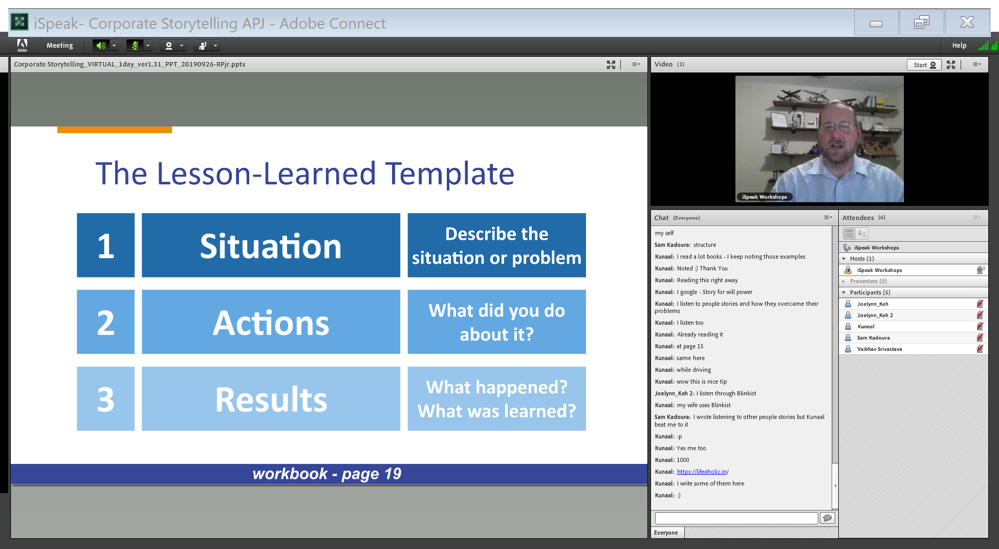 iSpeak- Corporate Storytelling APJ - Adobe Connect
Adobe
Meeting
Help
Corporate Storytelling_VIRTUAL_1day_ver1.31_PPT_20190926-RPjr.pptx
The Lesson-Learned Template
1
Situation
Describe the
situation or problem
2
Actions
What did you do
about it?
3
Results
What happened?
What was learned?
workbook - page 19
Video (1)
Start
iSpeak Workshops
Chat (Everyone)
my self
Sam Kadoura: structure
Kunaal: I read a lot books - I keep noting those examples
Kunaal: Noted :) Thank You
Kunaal: Reading this right away
Kunaal: I google - Story for will power
Kunaal: I listen to people stories and how they overcame their
problems
Kunaal: I listen too
Kunaal: Already reading it
Kunaal: at page 15
Kunaal: same here
Kunaal: while driving
Kunaal: wow this is nice tip
Joelynn_Keh 2: I listen through Blinkist
Kunaal: my wife uses Blinkist
Sam Kadoura: I wrote listening to other people stories but Kunaal
beat me to it
Kunaal: :p
Kunaal: Yes me too
Kunaal: 1000
Kunaal: https://lifeaholic.in/
Kunaal: I write some of them here
Kunaal: :)
Everyone
Attendees (6)
iSpeak Workshops
Hosts (1)
iSpeak Workshops
Presenters (0)
Participants (5)
Joelynn_Keh
Joelynn_Keh 2
Kunaal
Sam Kadoura
Vaibhav Srivastava